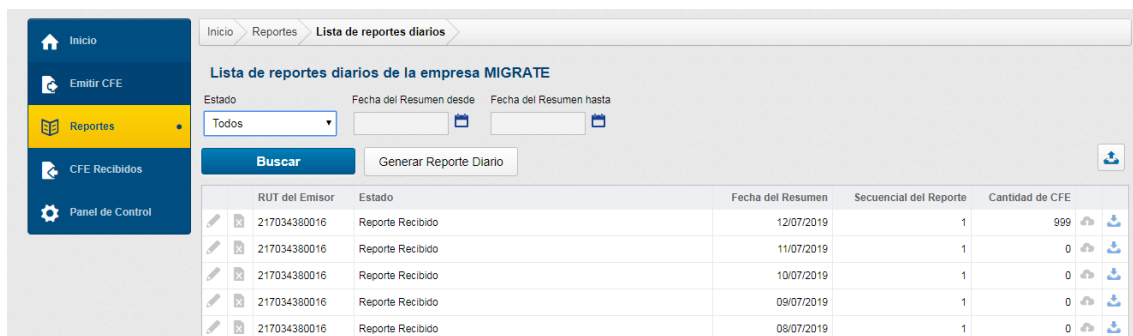 Inicio
Emitir CFE
Reportes
CFE Recibidos
Panel de Control
Inicio Reportes Lista de reportes diarios
Lista de reportes diarios de la empresa MIGRATE
Estado Fecha del Resumen desde Fecha del Resumen hasta
Todos
Buscar Generar Reporte Diario
RUT del Emisor Estado Fecha del Resumen Secuencial del Reporte Cantidad de CFE
217034380016 Reporte Recibido 12/07/2019 1 999
217034380016 Reporte Recibido 11/07/2019 1 0
217034380016 Reporte Recibido 10/07/2019 1 0
217034380016 Reporte Recibido 09/07/2019 1 0
217034380016 Reporte Recibido 08/07/2019 1 0